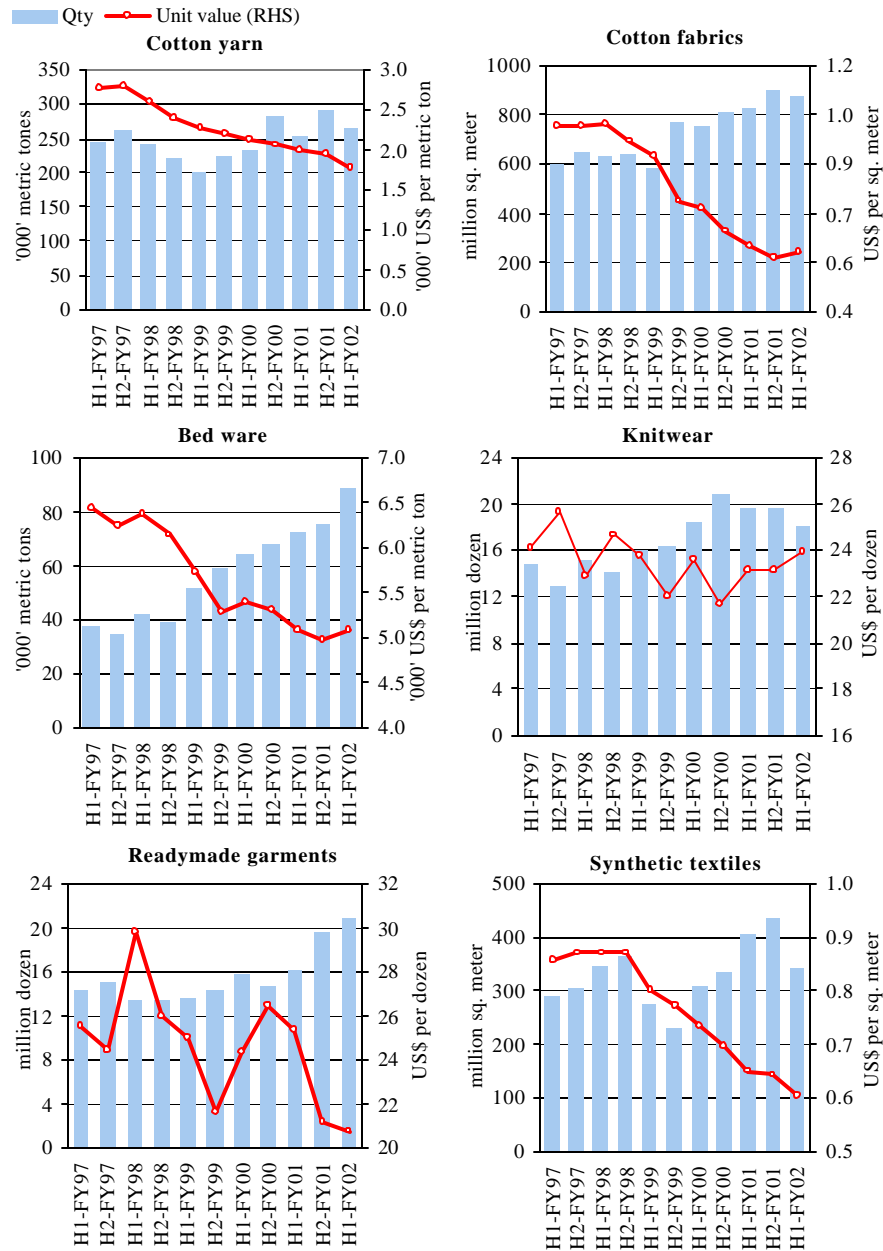 Qty Unit value (RHS)
Cotton yarn
'000' metric tones
350
300
250
200
150
100
50
0
3.0
2.5
2.0
1.5
1.0
0.5
0.0
'000' US$ per metric ton
H1-FY97
H2-FY97
H1-FY98
H2-FY98
H1-FY99
H2-FY99
H1-FY00
H2-FY00
H1-FY01
H2-FY01
H1-FY02
Cotton fabrics
million sq. meter
1000
800
600
400
200
0
1.2
1.0
0.9
0.7
0.6
0.4
US$ per sq. meter
H1-FY97
H2-FY97
H1-FY98
H2-FY98
H1-FY99
H2-FY99
H1-FY00
H2-FY00
H1-FY01
H2-FY01
H1-FY02
Bed ware
'000' metric tons
100
80
60
40
20
0
7.0
6.5
6.0
5.5
5.0
4.5
4.0
'000' US$ per metric ton
H1-FY97
H2-FY97
H1-FY98
H2-FY98
H1-FY99
H2-FY99
H1-FY00
H2-FY00
H1-FY01
H2-FY01
H1-FY02
Knitwear
million dozen
24
20
16
12
8
4
0
28
26
24
22
20
18
16
US$ per dozen
H1-FY97
H2-FY97
H1-FY98
H2-FY98
H1-FY99
H2-FY99
H1-FY00
H2-FY00
H1-FY01
H2-FY01
H1-FY02
Readymade garments
million dozen
24
20
16
12
8
4
0
32
30
28
26
24
22
20
US$ per dozen
H1-FY97
H2-FY97
H1-FY98
H2-FY98
H1-FY99
H2-FY99
H1-FY00
H2-FY00
H1-FY01
H2-FY01
H1-FY02
Synthetic textiles
million sq. meter
500
400
300
200
100
0
1.0
0.9
0.8
0.7
0.6
0.5
US$ per sq. meter
H1-FY97
H2-FY97
H1-FY98
H2-FY98
H1-FY99
H2-FY99
H1-FY00
H2-FY00
H1-FY01
H2-FY01
H1-FY02